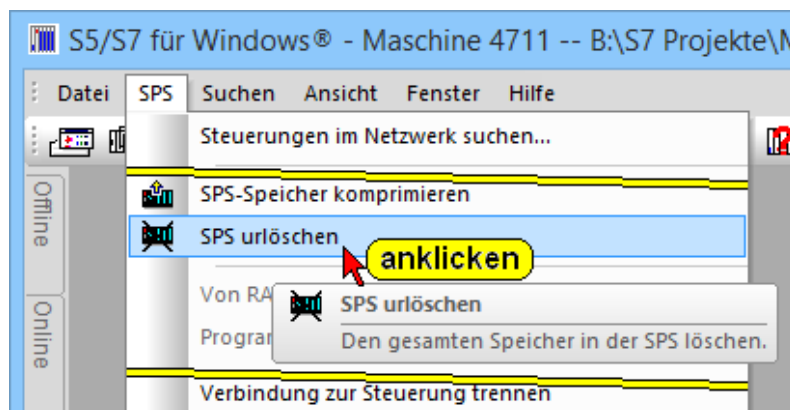 S5/S7 für Windows® - Maschine 4711 -- B:\S7 Projekte\
Datei SPS Suchen Ansicht Fenster Hilfe
Steuerungen im Netzwerk suchen...
Offline
SPS-Speicher komprimieren
SPS urlöschen
anklicken
Von RA
SPS urlöschen
Online
Program
Den gesamten Speicher in der SPS löschen.
Verbindung zur Steuerung trennen